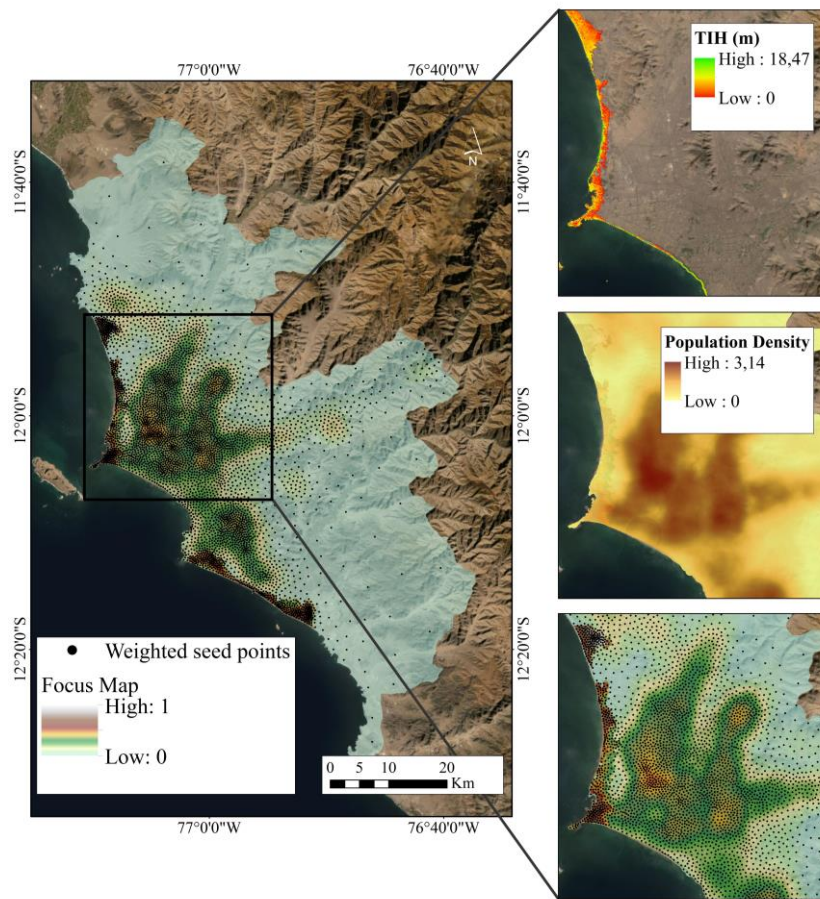 77°0'0"W
76°40'0"W
11°40'0"S
11°40'0"S
12°0'0"S
12°0'0"S
12°20'0"S
12°20'0"S
N
Weighted seed points
Focus Map
High: 1
Low: 0
0 5 10 20
Km
77°0'0"W
76°40'0"W
TIH (m)
High : 18,47
Low : 0
Population Density
High : 3,14
Low : 0